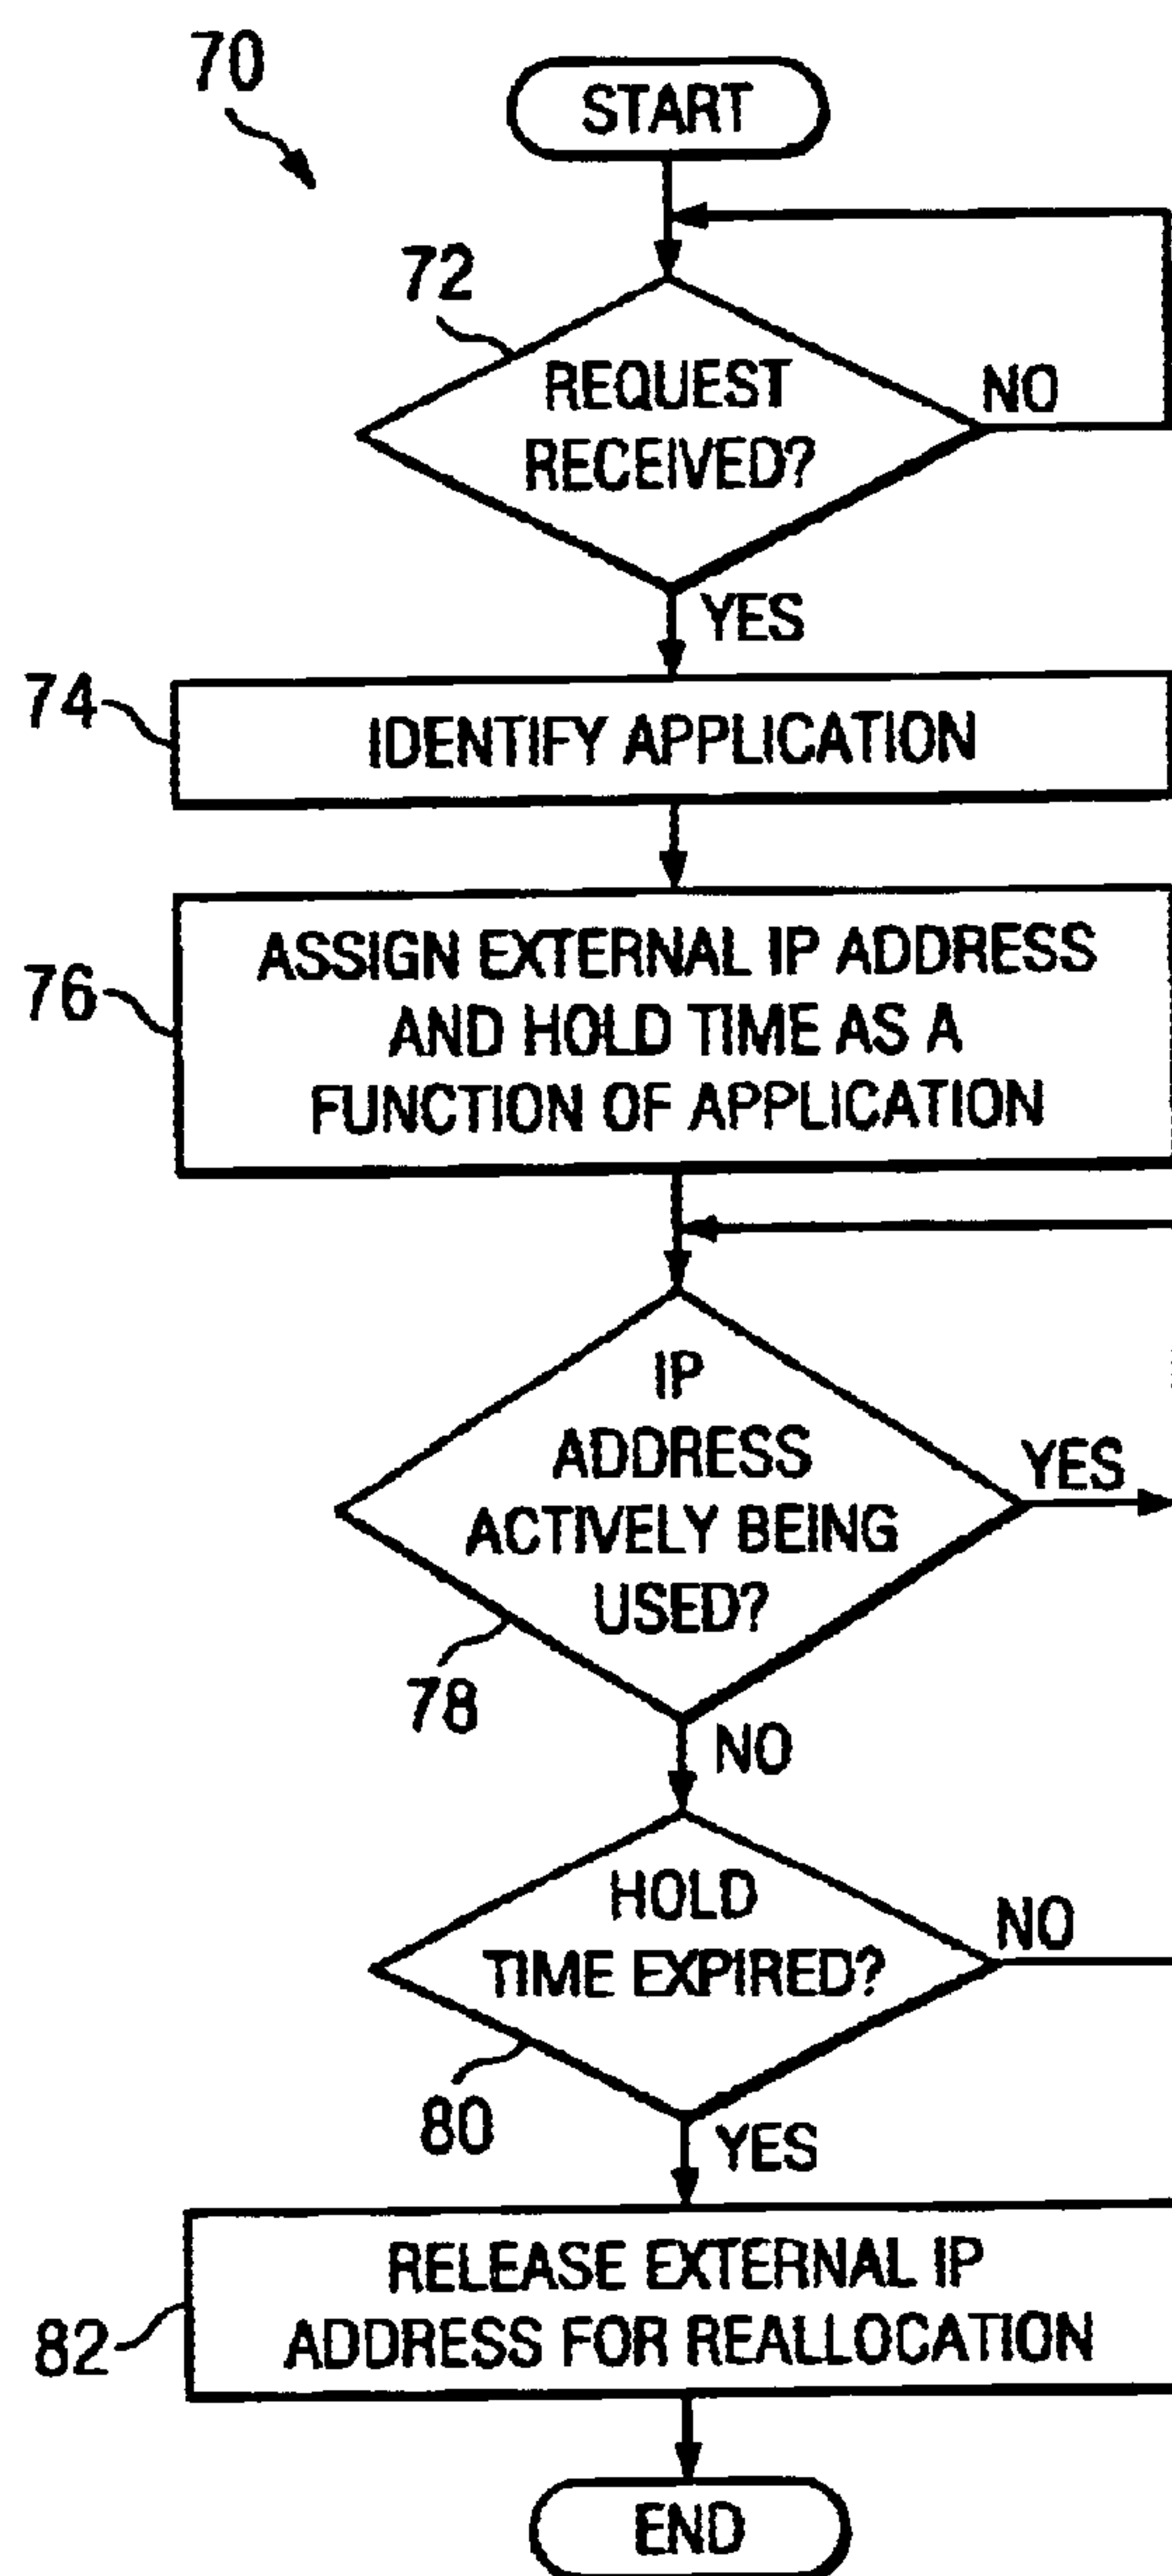 70
START
72
REQUEST
RECEIVED?
NO
YES
74
IDENTIFY APPLICATION
76
ASSIGN EXTERNAL IP ADDRESS
AND HOLD TIME AS A
FUNCTION OF APPLICATION
IP
ADDRESS
ACTIVELY BEING
USED?
YES
78
NO
HOLD
TIME EXPIRED?
NO
80
YES
82
RELEASE EXTERNAL IP
ADDRESS FOR REALLOCATION
END